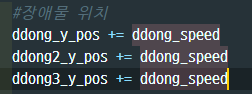 #장애물 위치
ddong_y_pos += ddong_speed
ddong2_y_pos += ddong_speed
ddong3_y_pos += ddong_speed